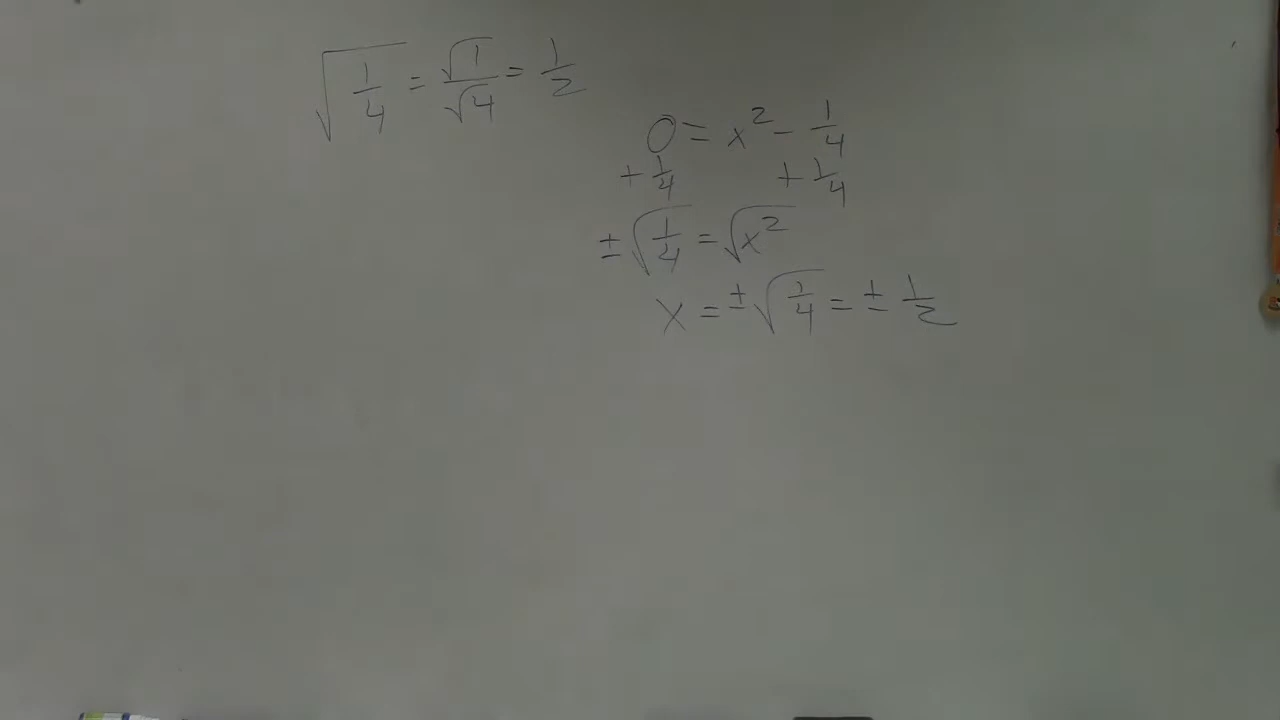 √(1/4) = √1/√4 = 1/2
0 = x² - 1/4
+ 1/4 + 1/4
± √(1/4) = √x²
x = ± √(1/4) = ± 1/2